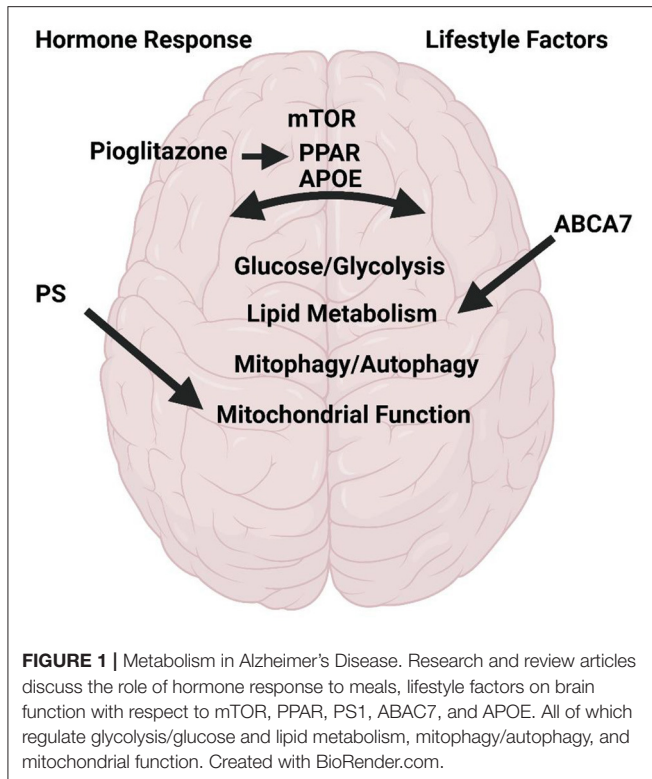 Hormone Response
Lifestyle Factors
mTOR
Pioglitazone
PPAR
APOE
ABCA7
Glucose/Glycolysis
PS
Lipid Metabolism
Mitophagy/Autophagy
Mitochondrial Function
FIGURE 1 | Metabolism in Alzheimer's Disease. Research and review articles
discuss the role of hormone response to meals, lifestyle factors on brain
function with respect to mTOR, PPAR, PS1, ABAC7, and APOE. All of which
regulate glycolysis/glucose and lipid metabolism, mitophagy/autophagy, and
mitochondrial function. Created with BioRender.com.